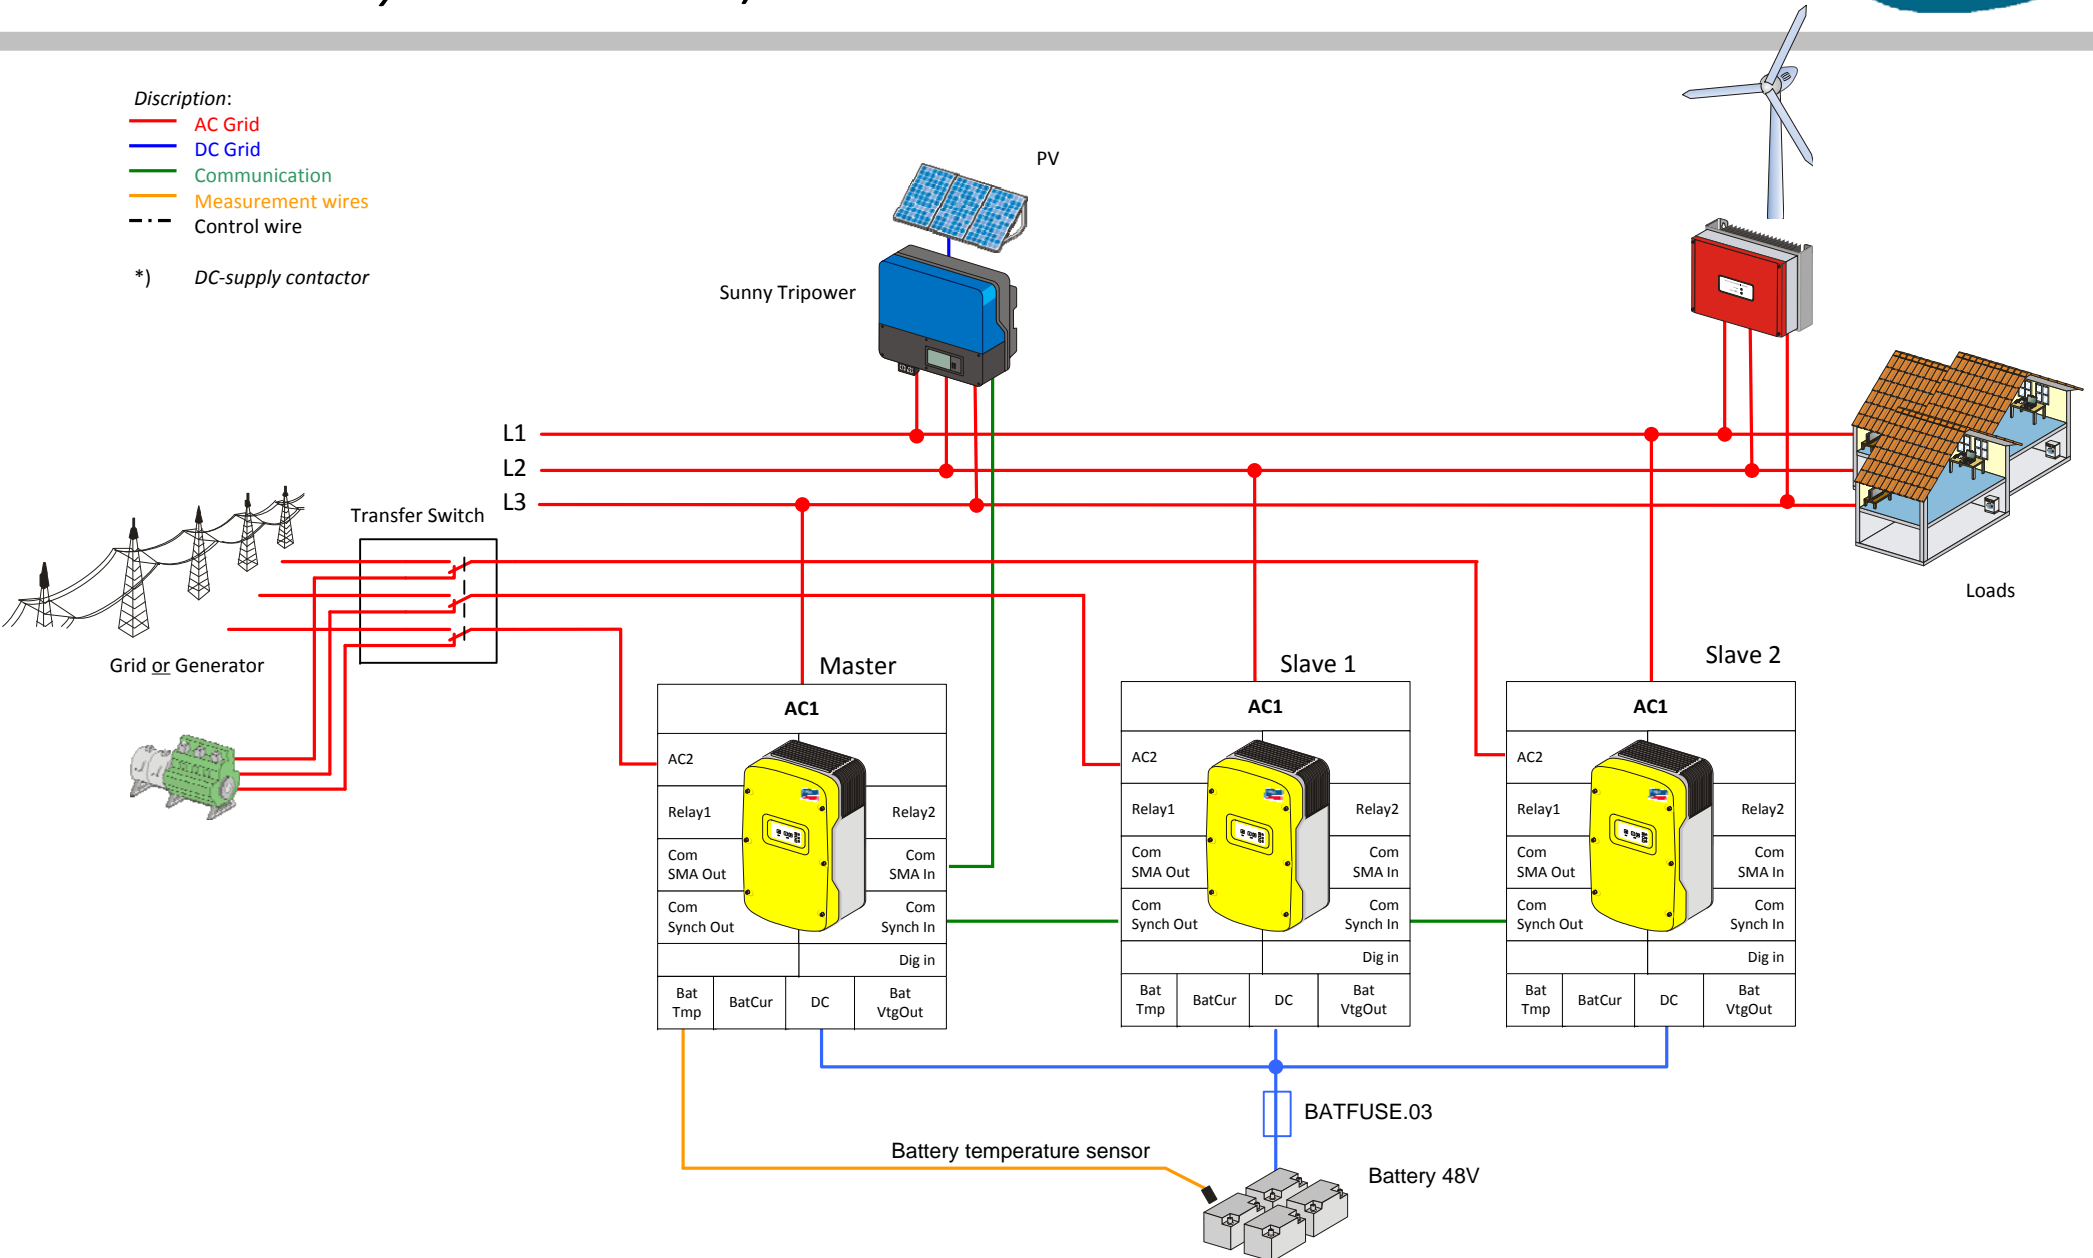 Discription:
AC Grid
DC Grid
Communication
Measurement wires
Control wire
*) DC-supply contactor
PV
Sunny Tripower
L1
L2
L3
Transfer Switch
Loads
Grid or Generator
Master
Slave 1
Slave 2
AC1
AC2
Relay1
Relay2
Com
SMA Out
Com
SMA In
Com
Synch Out
Com
Synch In
Dig in
Bat
Tmp
BatCur
DC
Bat
VtgOut
AC1
AC2
Relay1
Relay2
Com
SMA Out
Com
SMA In
Com
Synch Out
Com
Synch In
Dig in
Bat
Tmp
BatCur
DC
Bat
VtgOut
AC1
AC2
Relay1
Relay2
Com
SMA Out
Com
SMA In
Com
Synch Out
Com
Synch In
Dig in
Bat
Tmp
BatCur
DC
Bat
VtgOut
BATFUSE.03
Battery temperature sensor
Battery 48V